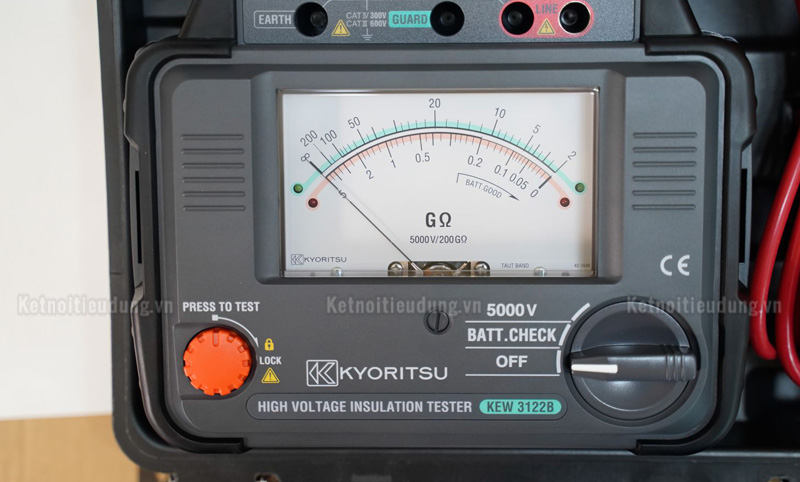 EARTH
CAT.IV 300V
CAT.III 600V
GUARD
LINE
∞ 200 100 50 20 10 5 2
5 2 1 0.5 0.2 0.1 0.05 0
BATT.GOOD
GΩ
5000V/200GΩ
KYORITSU
TAUT BAND
CE
Ketnoitieudung.vn
Ketnoitieudung.vn
Ketnoitieudung.vn
PRESS TO TEST
LOCK
5000V
BATT.CHECK
OFF
KYORITSU
HIGH VOLTAGE INSULATION TESTER KEW 3122B